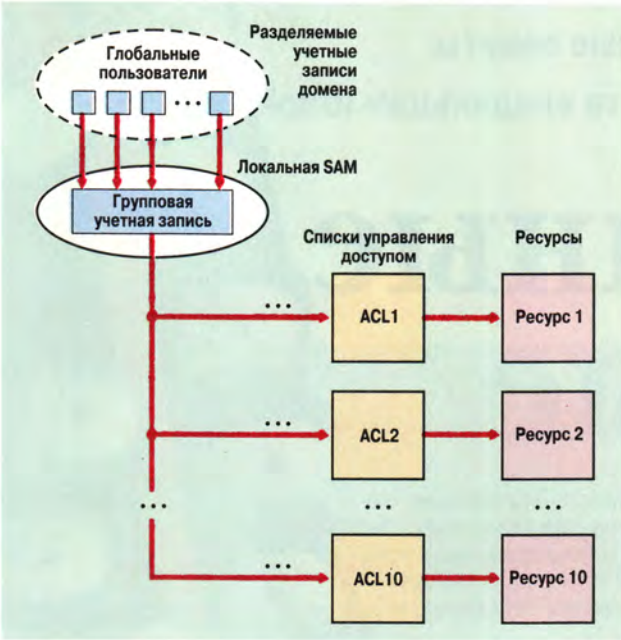 Разделяемые
учетные
записи
домена
Глобальные
пользователи
...
Локальная SAM
Групповая
учетная запись
Списки управления
доступом
Ресурсы
...
ACL1
Ресурс 1
...
ACL2
Ресурс 2
...
...
...
...
ACL10
Ресурс 10